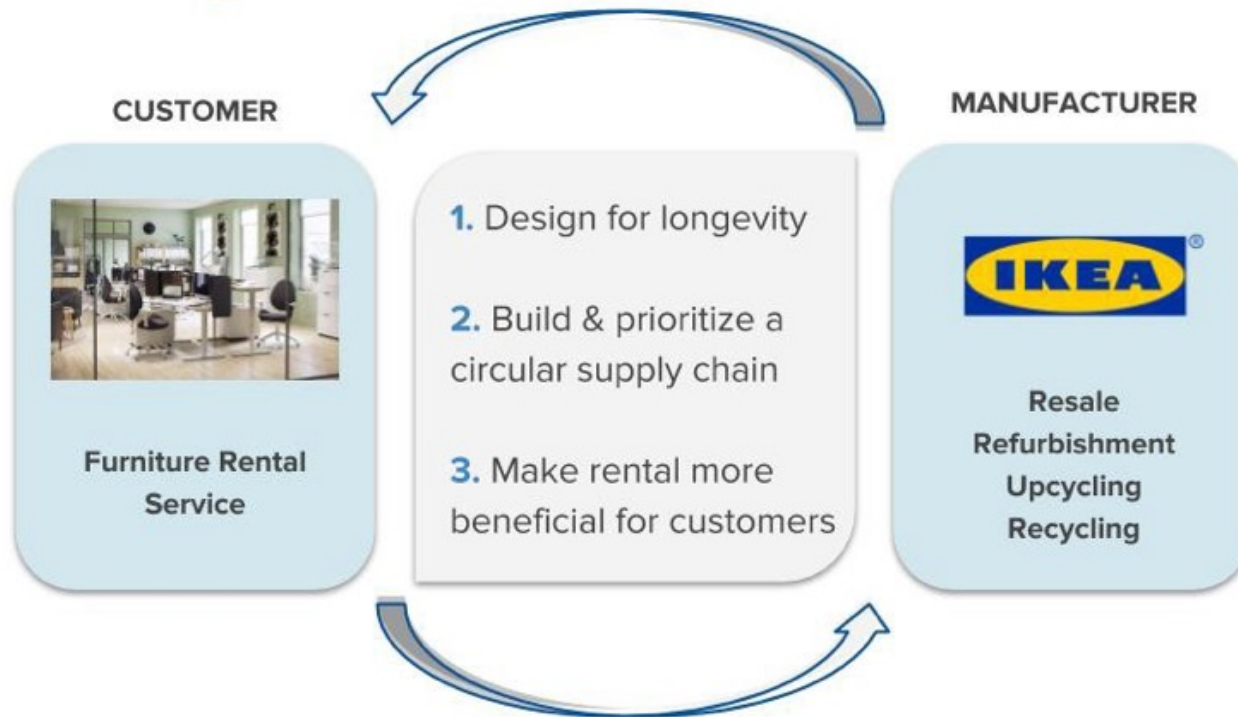 CUSTOMER
MANUFACTURER
Furniture Rental
Service
1. Design for longevity
2. Build & prioritize a
circular supply chain
3. Make rental more
beneficial for customers
IKEA®
Resale
Refurbishment
Upcycling
Recycling